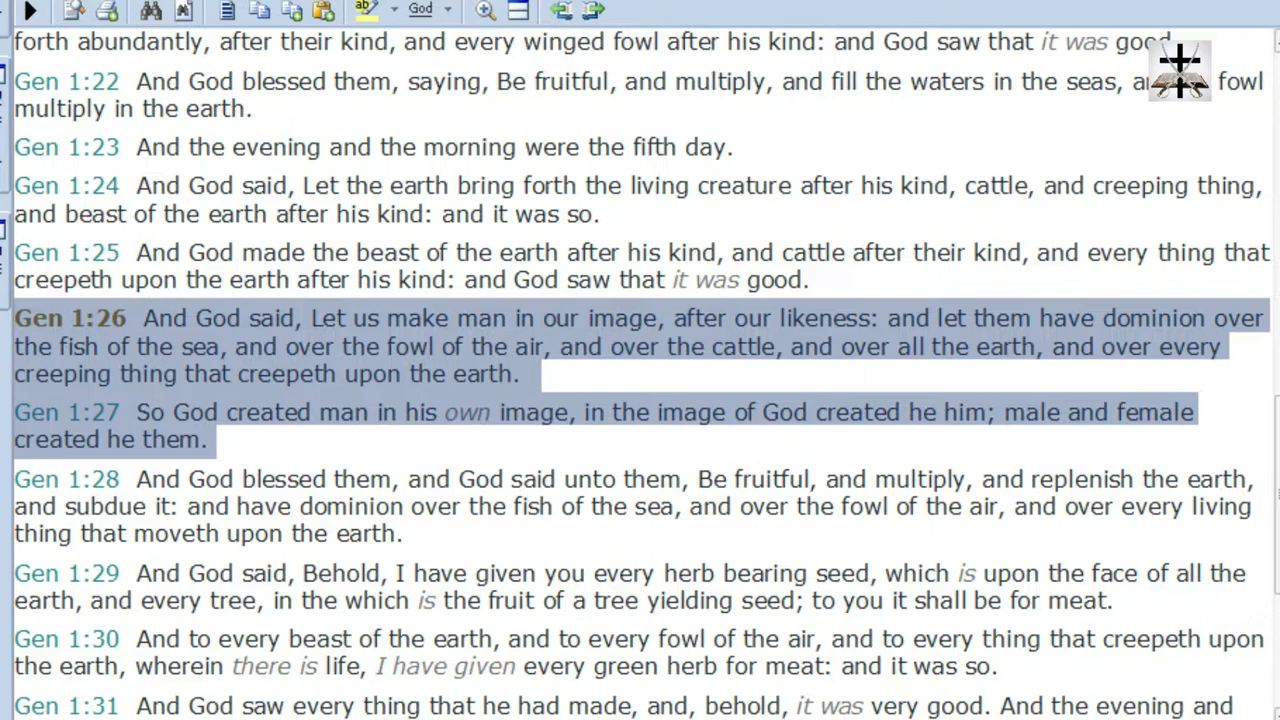 ab God
forth abundantly, after their kind, and every winged fowl after his kind: and God saw that it was good.
Gen 1:22 And God blessed them, saying, Be fruitful, and multiply, and fill the waters in the seas, fowl
multiply in the earth.
Gen 1:23 And the evening and the morning were the fifth day.
Gen 1:24 And God said, Let the earth bring forth the living creature after his kind, cattle, and creeping thing,
and beast of the earth after his kind: and it was so.
Gen 1:25 And God made the beast of the earth after his kind, and cattle after their kind, and every thing that
creepeth upon the earth after his kind: and God saw that it was good.
Gen 1:26 And God said, Let us make man in our image, after our likeness: and let them have dominion over
the fish of the sea, and over the fowl of the air, and over the cattle, and over all the earth, and over every
creeping thing that creepeth upon the earth.
Gen 1:27 So God created man in his own image, in the image of God created he him; male and female
created he them.
Gen 1:28 And God blessed them, and God said unto them, Be fruitful, and multiply, and replenish the earth,
and subdue it: and have dominion over the fish of the sea, and over the fowl of the air, and over every living
thing that moveth upon the earth.
Gen 1:29 And God said, Behold, I have given you every herb bearing seed, which is upon the face of all the
earth, and every tree, in the which is the fruit of a tree yielding seed; to you it shall be for meat.
Gen 1:30 And to every beast of the earth, and to every fowl of the air, and to every thing that creepeth upon
the earth, wherein there is life, I have given every green herb for meat: and it was so.
Gen 1:31 And God saw every thing that he had made, and, behold, it was very good. And the evening and